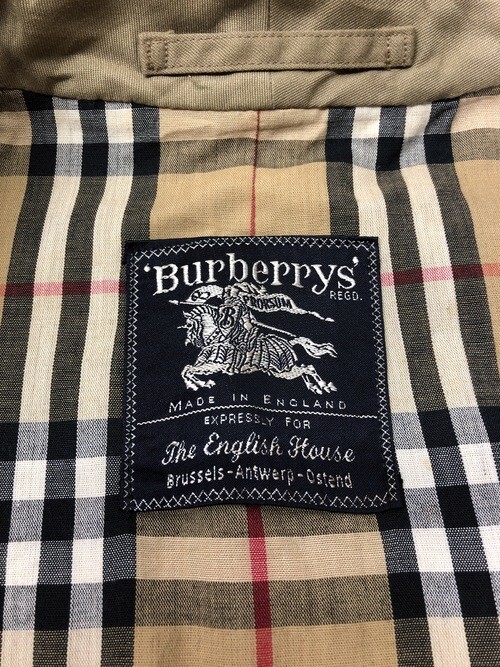 'Burberrys'
REGD.
PRORSUM
B
MADE IN ENGLAND
EXPRESSLY FOR
The English House
Brussels-Antwerp-Ostend